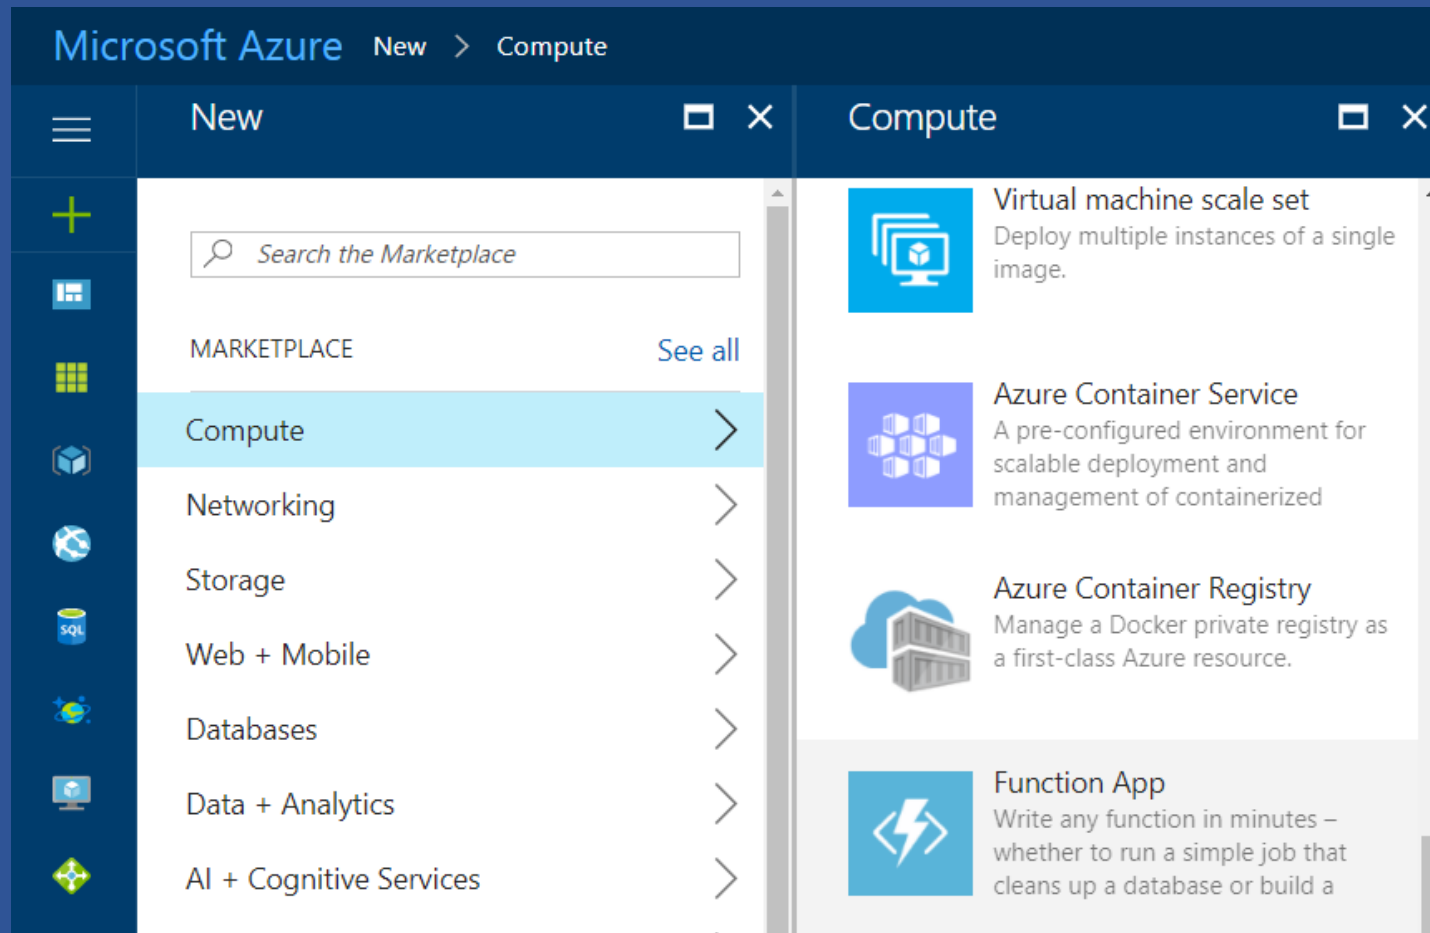 Microsoft Azure New > Compute
New
Search the Marketplace
MARKETPLACE
See all
Compute
Networking
Storage
Web + Mobile
Databases
Data + Analytics
AI + Cognitive Services
SQL
Compute
Virtual machine scale set
Deploy multiple instances of a single
image.
Azure Container Service
A pre-configured environment for
scalable deployment and
management of containerized
Azure Container Registry
Manage a Docker private registry as
a first-class Azure resource.
Function App
Write any function in minutes –
whether to run a simple job that
cleans up a database or build a